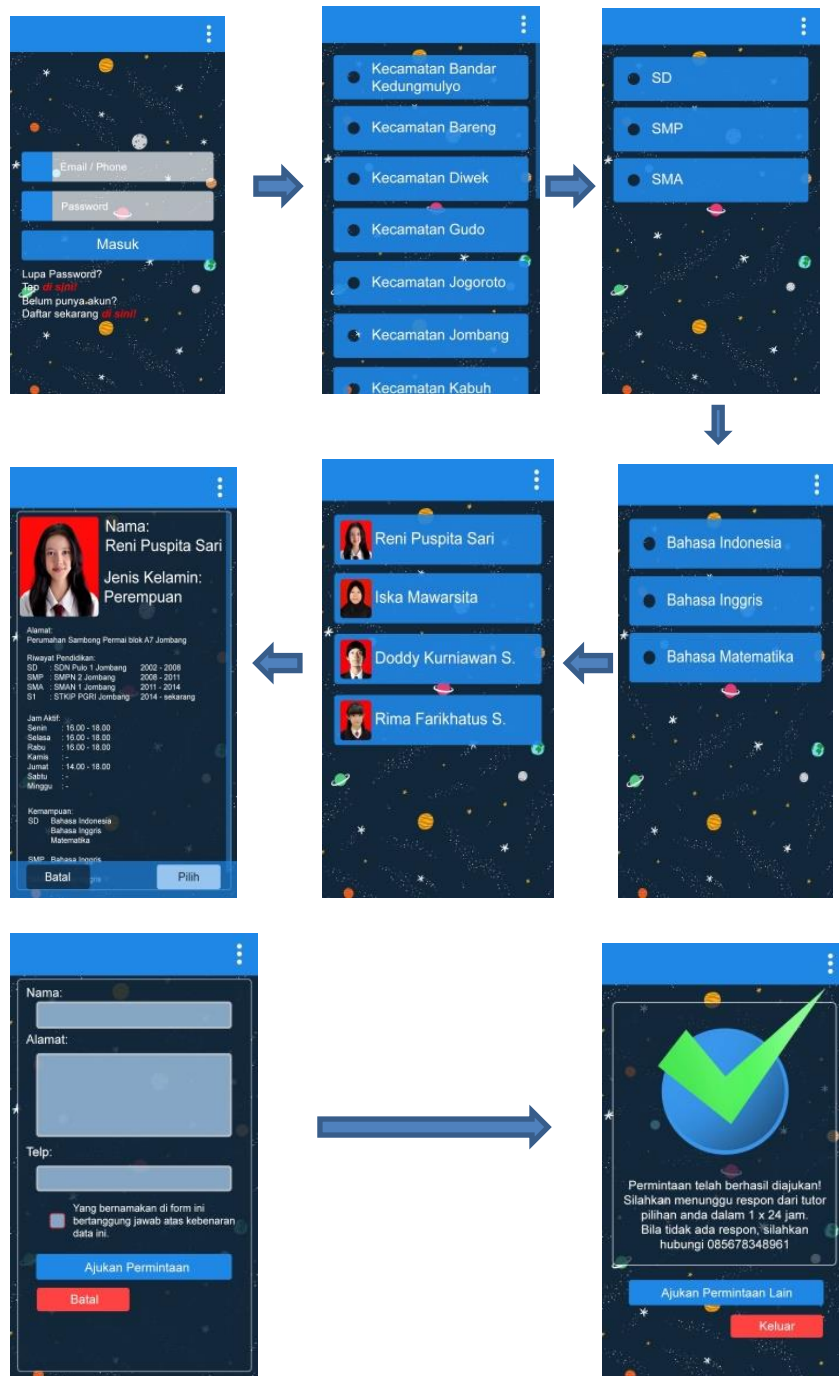 Email / Phone
Password
Masuk
Lupa Password?
Tap di sini!
Belum punya akun?
Daftar sekarang di sini!
Kecamatan Bandar
Kedungmulyo
Kecamatan Bareng
Kecamatan Diwek
Kecamatan Gudo
Kecamatan Jogoroto
Kecamatan Jombang
Kecamatan Kabuh
SD
SMP
SMA
Bahasa Indonesia
Bahasa Inggris
Bahasa Matematika
Reni Puspita Sari
Iska Mawarsita
Doddy Kurniawan S.
Rima Farikhatus S.
Nama:
Reni Puspita Sari
Jenis Kelamin:
Perempuan
Alamat:
Perumahan Sambong Permai blok A7 Jombang
Riwayat Pendidikan:
SD : SDN Pulo 1 Jombang 2002 - 2008
SMP : SMPN 2 Jombang 2008 - 2011
SMA : SMAN 1 Jombang 2011 - 2014
S1 : STKIP PGRI Jombang 2014 - sekarang
Jam Aktif:
Senin : 16.00 - 18.00
Selasa : 16.00 - 18.00
Rabu : 16.00 - 18.00
Kamis : -
Jumat : 14.00 - 18.00
Sabtu : -
Minggu : -
Kemampuan:
SD Bahasa Indonesia
Bahasa Inggris
Matematika
SMP Bahasa Inggris
Batal
Pilih
Nama:
Alamat:
Telp:
Yang bernamakan di form ini
bertanggung jawab atas kebenaran
data ini.
Ajukan Permintaan
Batal
Permintaan telah berhasil diajukan!
Silahkan menunggu respon dari tutor
pilihan anda dalam 1 x 24 jam.
Bila tidak ada respon, silahkan
hubungi 085678348961
Ajukan Permintaan Lain
Keluar